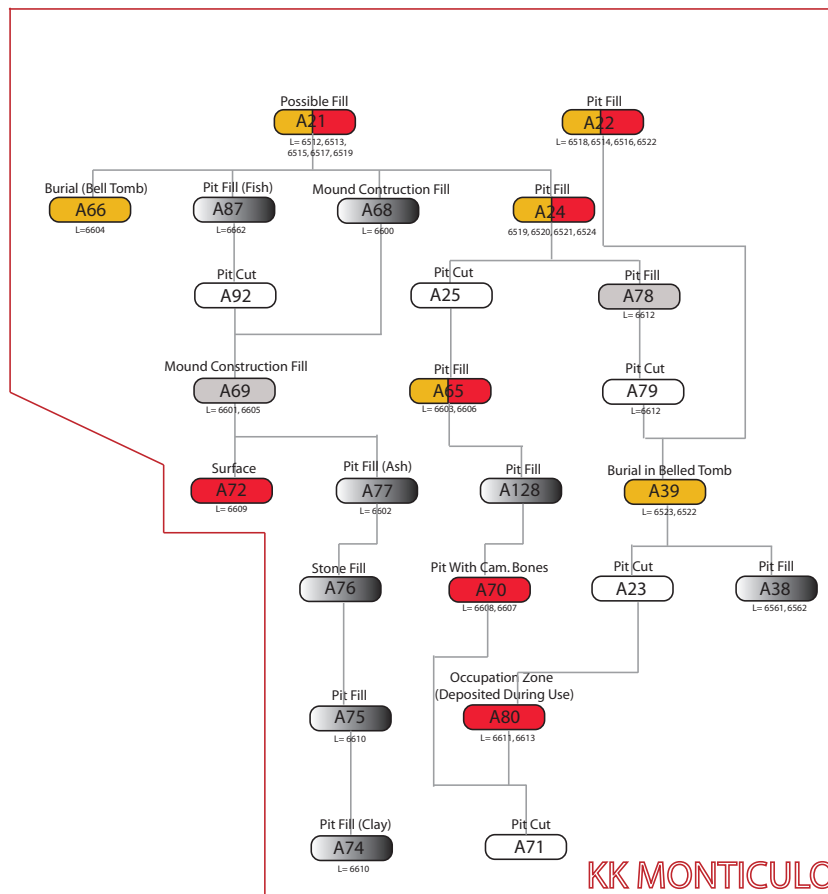 Possible Fill
A21
L= 6512, 6513,
6515, 6517, 6519
Pit Fill
A22
L= 6518, 6514, 6516, 6522
Burial (Bell Tomb)
A66
L=6604
Pit Fill (Fish)
A87
L=6662
Mound Contruction Fill
A68
L= 6600
Pit Fill
A24
6519, 6520, 6521, 6524
Pit Cut
A92
Pit Cut
A25
Pit Fill
A78
L= 6612
Mound Construction Fill
A69
L= 6601, 6605
Pit Fill
A65
L= 6603, 6606
Pit Cut
A79
L=6612
Surface
A72
L= 6609
Pit Fill (Ash)
A77
L= 6602
Pit Fill
A128
Burial in Belled Tomb
A39
L= 6523, 6522
Stone Fill
A76
Pit With Cam. Bones
A70
L= 6608, 6607
Pit Cut
A23
Pit Fill
A38
L= 6561, 6562
Pit Fill
A75
L= 6610
Occupation Zone
(Deposited During Use)
A80
L= 6611, 6613
Pit Fill (Clay)
A74
L= 6610
Pit Cut
A71
KK MONTICULO